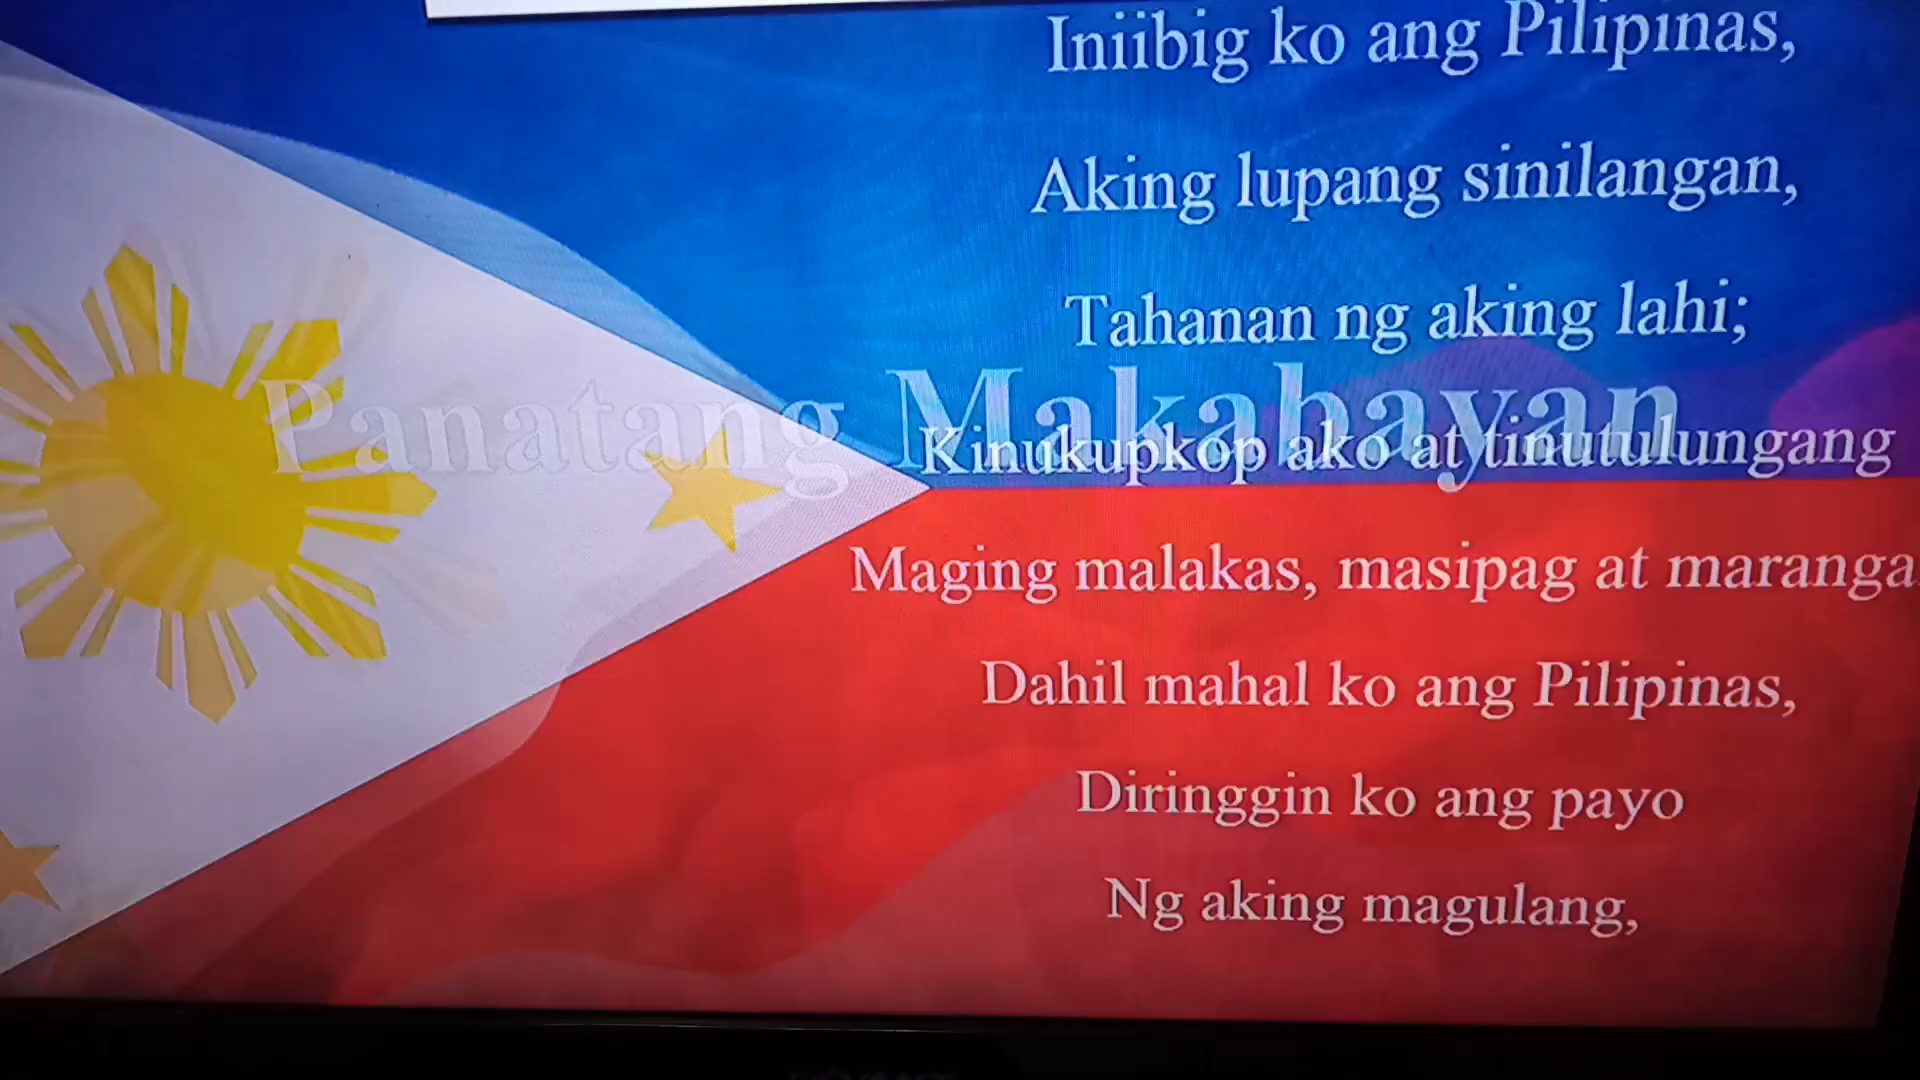 Iniibig ko ang Pilipinas,
Aking lupang sinilangan,
Tahanan ng aking lahi;
Panatang Makabayan
Kinukupkop ako at tinutulungang
Maging malakas, masipag at maranga
Dahil mahal ko ang Pilipinas,
Diringgin ko ang payo
Ng aking magulang,